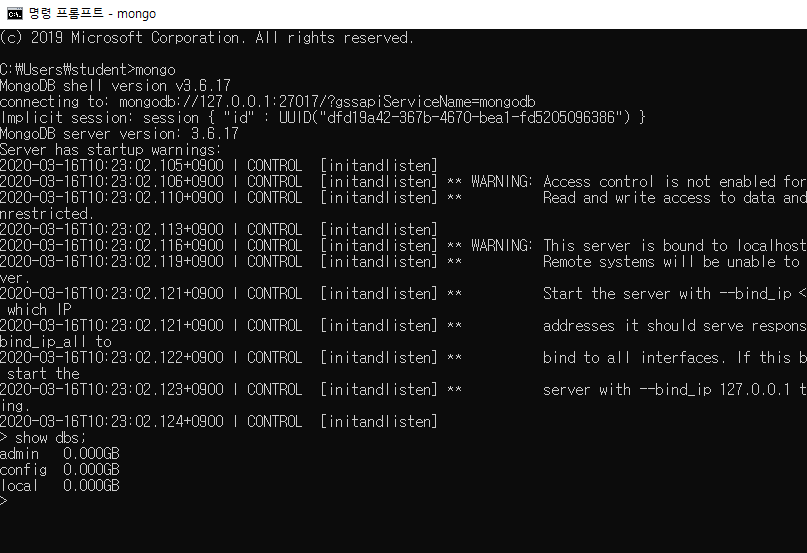 명령 프롬프트 - mongo
(c) 2019 Microsoft Corporation. All rights reserved.
C:₩Users₩student>mongo
MongoDB shell version v3.6.17
connecting to: mongodb://127.0.0.1:27017/?gssapiServiceName=mongodb
Implicit session: session { "id" : UUID("dfd19a42-367b-4670-bea1-fd5205096386") }
MongoDB server version: 3.6.17
Server has startup warnings:
2020-03-16T10:23:02.105+0900 I CONTROL  [initandlisten]
2020-03-16T10:23:02.106+0900 I CONTROL  [initandlisten] ** WARNING: Access control is not enabled for
2020-03-16T10:23:02.110+0900 I CONTROL  [initandlisten] **          Read and write access to data and
nrestricted.
2020-03-16T10:23:02.113+0900 I CONTROL  [initandlisten]
2020-03-16T10:23:02.116+0900 I CONTROL  [initandlisten] ** WARNING: This server is bound to localhost
2020-03-16T10:23:02.119+0900 I CONTROL  [initandlisten] **          Remote systems will be unable to
ver.
2020-03-16T10:23:02.121+0900 I CONTROL  [initandlisten] **          Start the server with --bind_ip <
which IP
2020-03-16T10:23:02.121+0900 I CONTROL  [initandlisten] **          addresses it should serve respons
bind_ip_all to
2020-03-16T10:23:02.122+0900 I CONTROL  [initandlisten] **          bind to all interfaces. If this b
start the
2020-03-16T10:23:02.123+0900 I CONTROL  [initandlisten] **          server with --bind_ip 127.0.0.1 t
ing.
2020-03-16T10:23:02.124+0900 I CONTROL  [initandlisten]
> show dbs;
admin   0.000GB
config  0.000GB
local   0.000GB
>